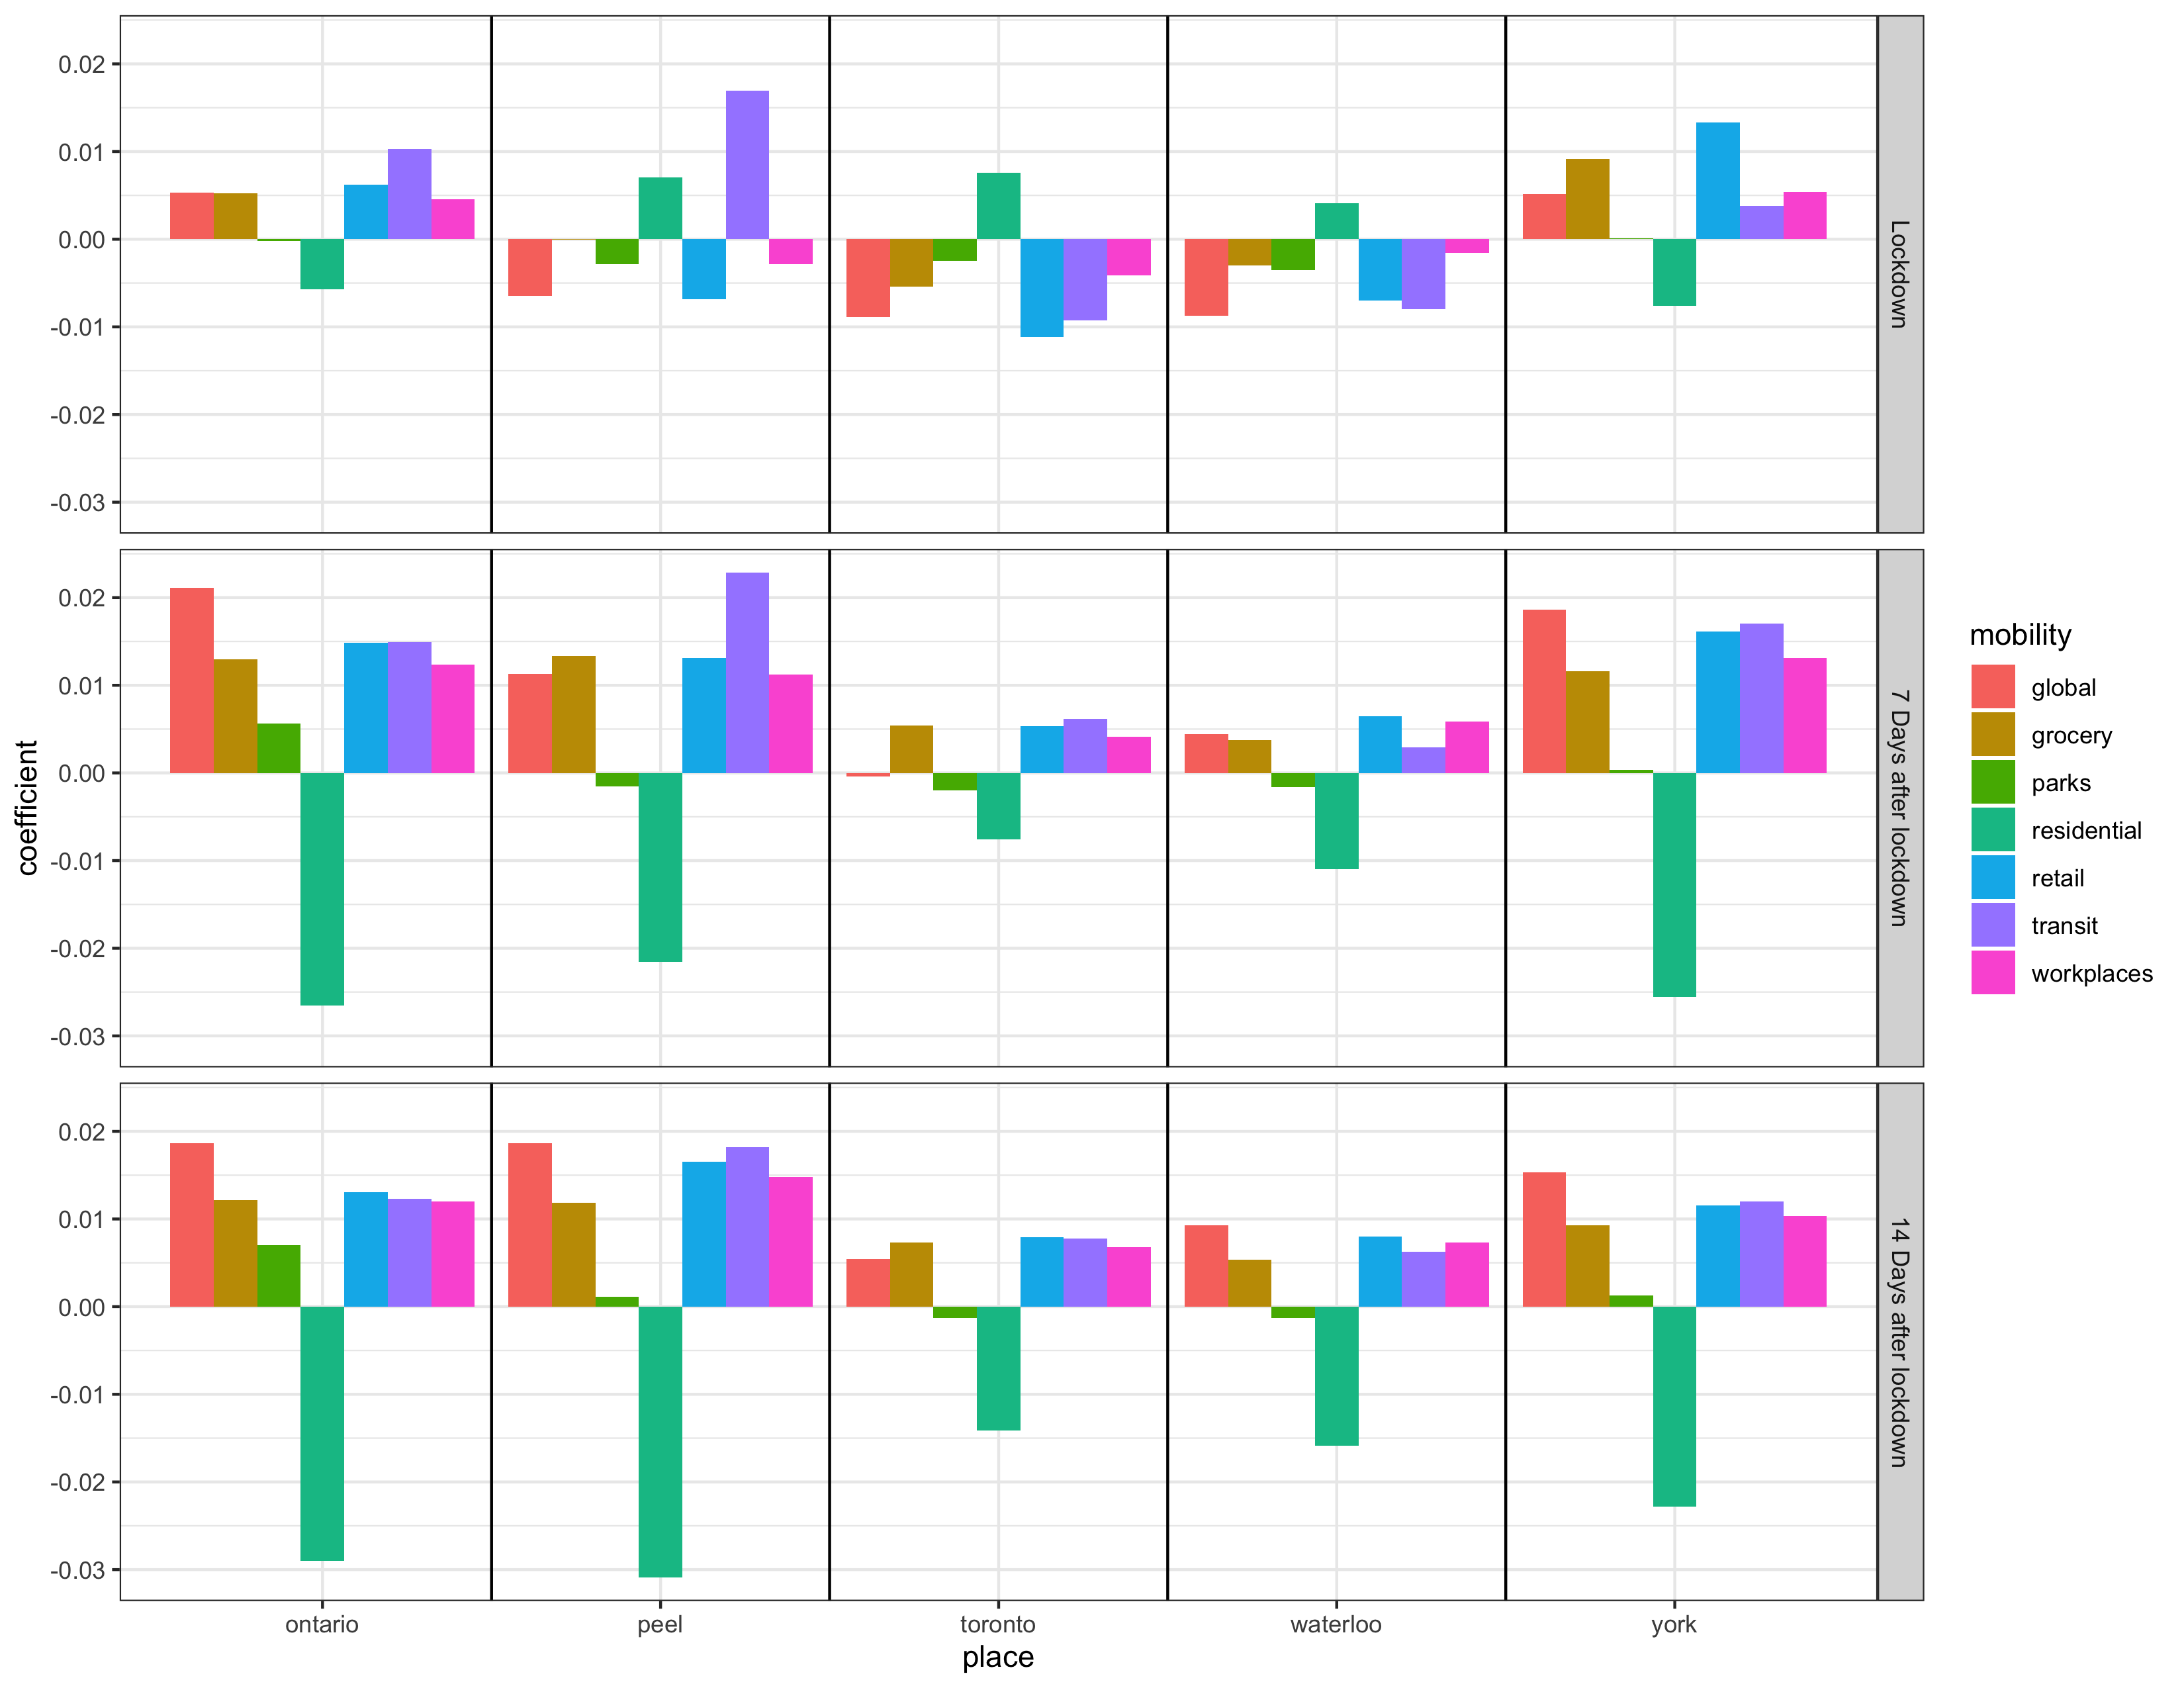 0.02
0.01
0.00
-0.01
-0.02
-0.03
Lockdown
0.02
0.01
0.00
-0.01
-0.02
-0.03
7 Days after lockdown
0.02
0.01
0.00
-0.01
-0.02
-0.03
14 Days after lockdown
coefficient
ontario
peel
toronto
waterloo
york
place
mobility
global
grocery
parks
residential
retail
transit
workplaces